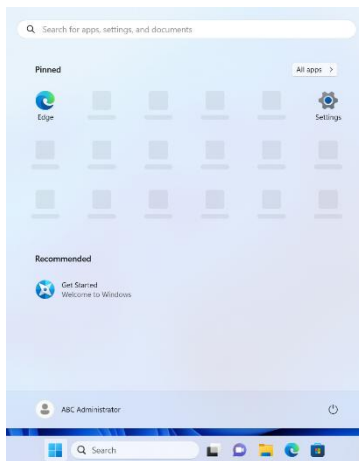 Search for apps, settings, and documents
Pinned
All apps >
Edge
Settings
Recommended
Get Started
Welcome to Windows
ABC Administrator
Search